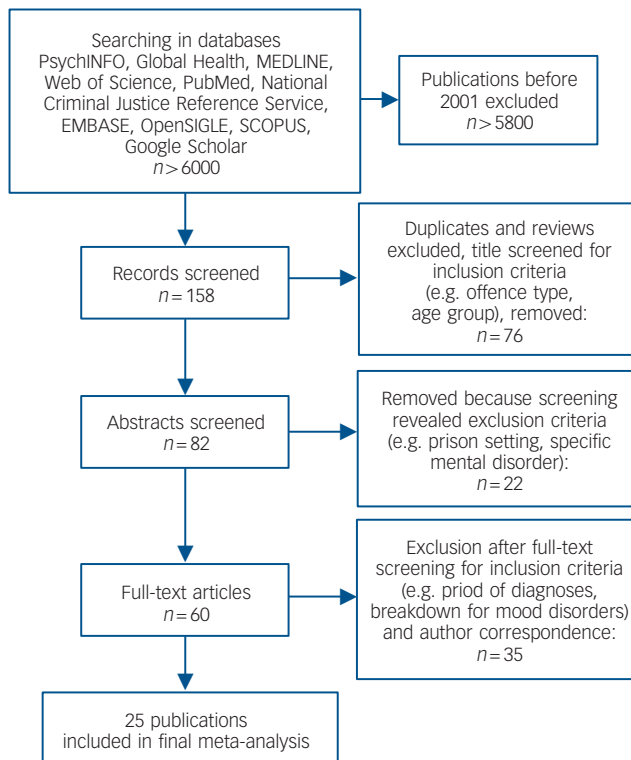 Searching in databases
PsychINFO, Global Health, MEDLINE,
Web of Science, PubMed, National
Criminal Justice Reference Service,
EMBASE, OpenSIGLE, SCOPUS,
Google Scholar
n>6000
Publications before
2001 excluded
n>5800
Records screened
n=158
Duplicates and reviews
excluded, title screened for
inclusion criteria
(e.g. offence type,
age group), removed:
n=76
Abstracts screened
n=82
Removed because screening
revealed exclusion criteria
(e.g. prison setting, specific
mental disorder):
n=22
Full-text articles
n=60
Exclusion after full-text
screening for inclusion criteria
(e.g. priod of diagnoses,
breakdown for mood disorders)
and author correspondence:
n=35
25 publications
included in final meta-analysis